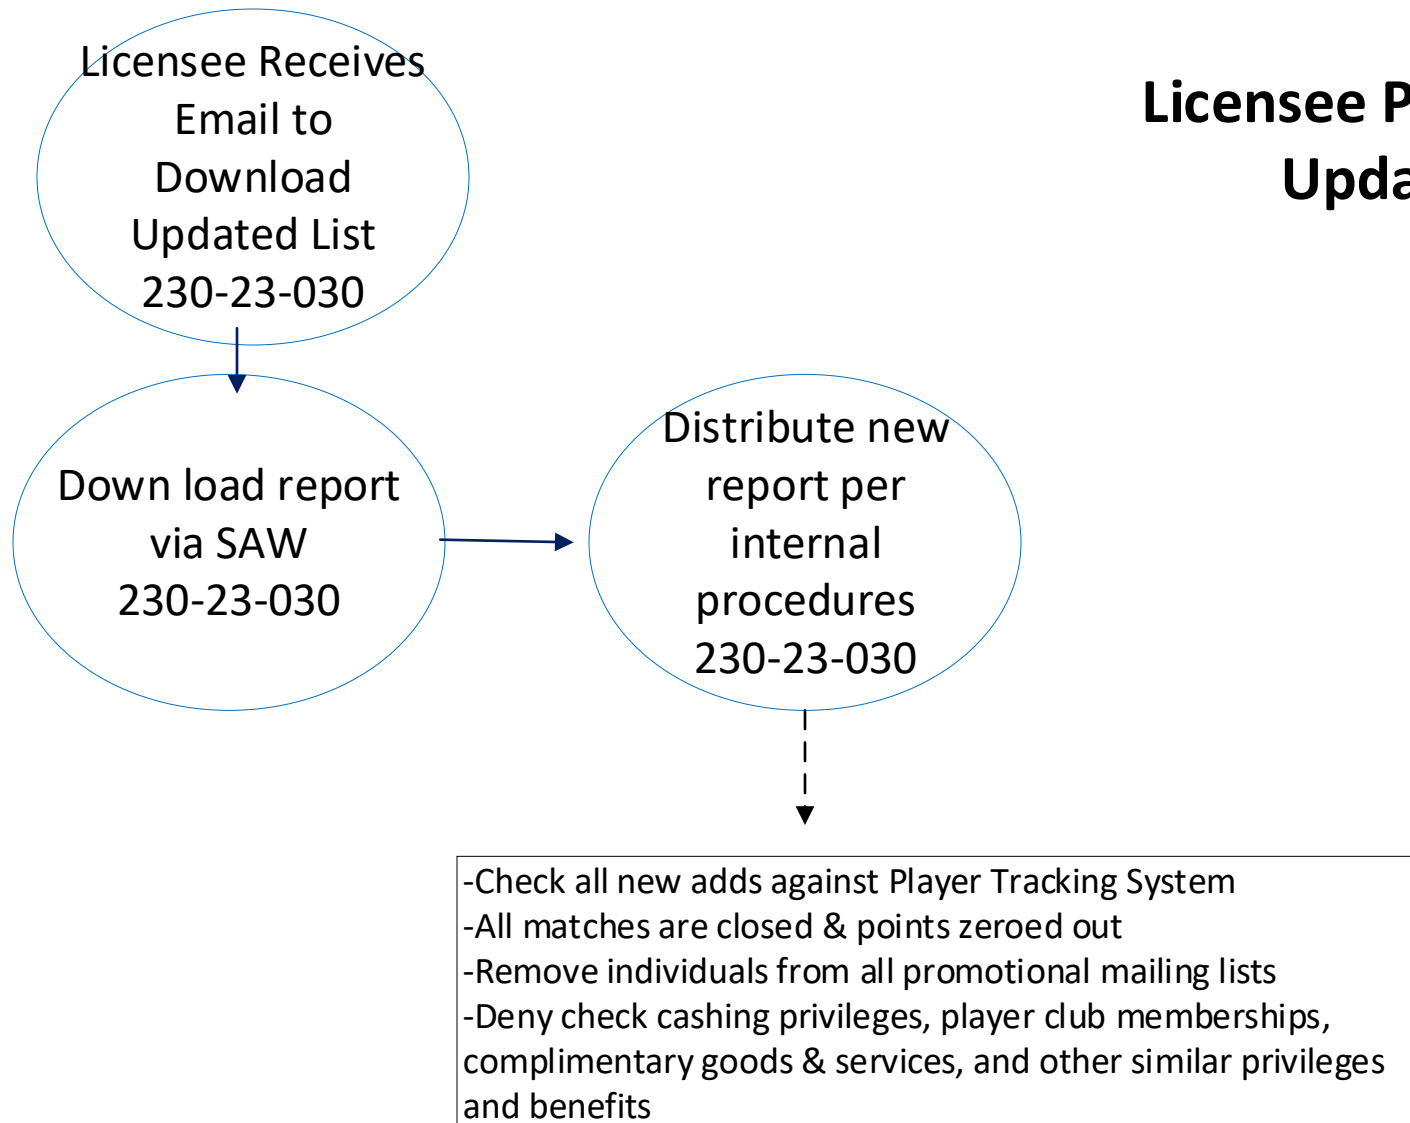 Licensee Receives
Email to
Download
Updated List
230-23-030
Licensee P
Upda
Down load report
via SAW
230-23-030
Distribute new
report per
internal
procedures
230-23-030
-Check all new adds against Player Tracking System
-All matches are closed & points zeroed out
-Remove individuals from all promotional mailing lists
-Deny check cashing privileges, player club memberships,
complimentary goods & services, and other similar privileges
and benefits